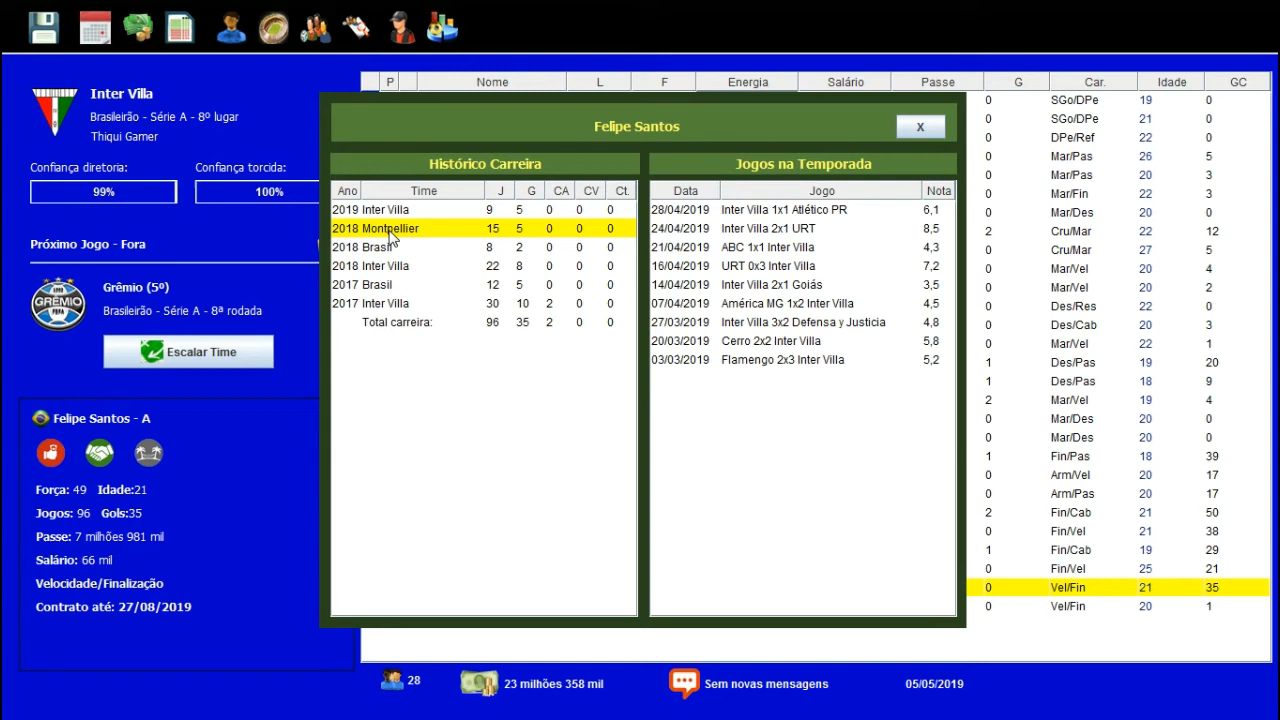 P Nome L F Energia Salário Passe G Car. Idade GC
Inter Villa
Brasileirão - Série A - 8º lugar
Thiqui Gamer
Confiança diretoria: Confiança torcida:
99% 100%
Próximo Jogo - Fora
GRÊMIO
Grêmio (5º)
Brasileirão - Série A - 8ª rodada
Escalar Time
Felipe Santos - A
Força: 49 Idade:21
Jogos: 96 Gols:35
Passe: 7 milhões 981 mil
Salário: 66 mil
Velocidade/Finalização
Contrato até: 27/08/2019
Felipe Santos X
Histórico Carreira
Ano Time J G CA CV Ct.
2019 Inter Villa 9 5 0 0 0
2018 Montpellier 15 5 0 0 0
2018 Brasil 8 2 0 0 0
2018 Inter Villa 22 8 0 0 0
2017 Brasil 12 5 0 0 0
2017 Inter Villa 30 10 2 0 0
Total carreira: 96 35 2 0 0
Jogos na Temporada
Data Jogo Nota
28/04/2019 Inter Villa 1x1 Atlético PR 6,1
24/04/2019 Inter Villa 2x1 URT 8,5
21/04/2019 ABC 1x1 Inter Villa 4,3
16/04/2019 URT 0x3 Inter Villa 7,2
14/04/2019 Inter Villa 2x1 Goiás 3,5
07/04/2019 América MG 1x2 Inter Villa 4,5
27/03/2019 Inter Villa 3x2 Defensa y Justicia 4,8
20/03/2019 Cerro 2x2 Inter Villa 5,8
03/03/2019 Flamengo 2x3 Inter Villa 5,2
0 SGo/DPe 19 0
0 SGo/DPe 21 0
0 DPe/Ref 22 0
0 Mar/Pas 26 5
0 Mar/Pas 20 3
0 Mar/Fin 22 3
0 Mar/Des 20 0
2 Cru/Mar 22 12
0 Cru/Mar 27 5
0 Mar/Vel 20 4
0 Mar/Vel 20 2
0 Des/Res 22 0
0 Des/Cab 20 3
0 Mar/Vel 22 1
1 Des/Pas 19 20
1 Des/Pas 18 9
2 Mar/Vel 19 4
0 Mar/Des 20 0
0 Mar/Des 20 0
1 Fin/Pas 18 39
0 Arm/Vel 20 17
0 Arm/Pas 20 17
2 Fin/Cab 21 50
0 Fin/Vel 21 38
1 Fin/Cab 19 29
0 Fin/Vel 25 21
0 Vel/Fin 21 35
0 Vel/Fin 20 1
28 23 milhões 358 mil Sem novas mensagens 05/05/2019